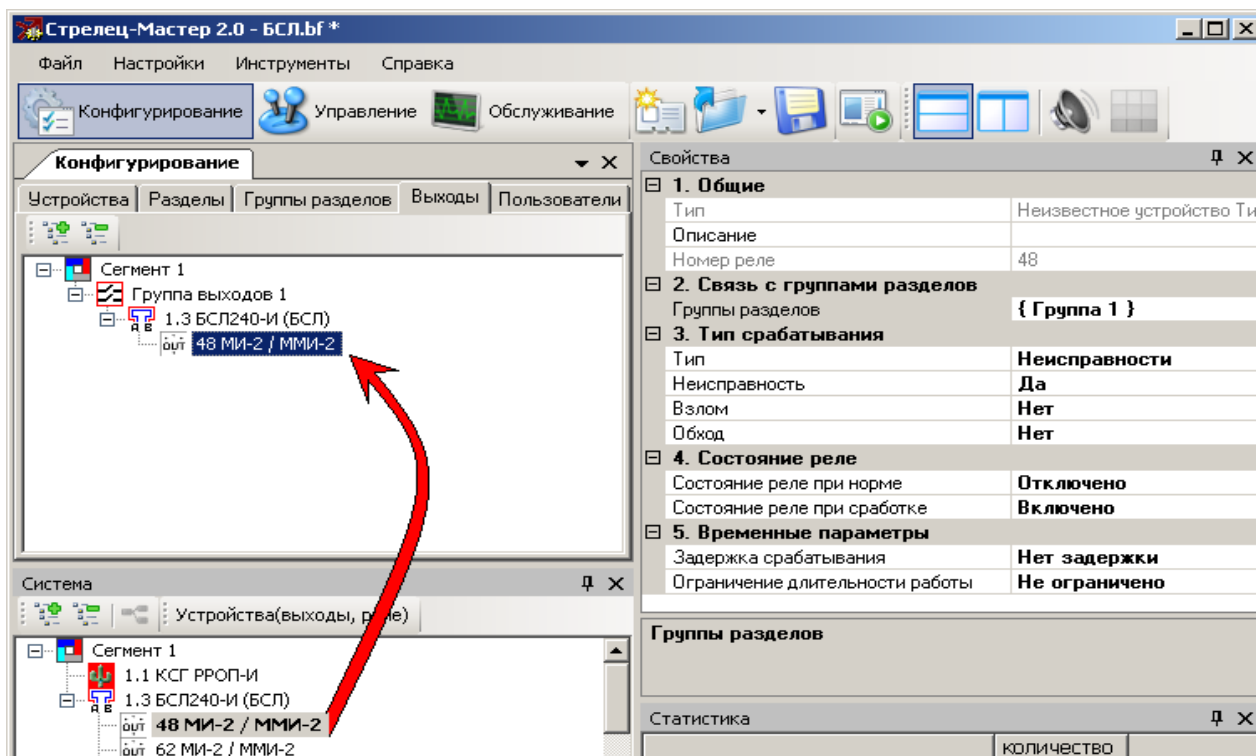 Стрелец-Мастер 2.0 - БСЛ.bf *
Файл Настройки Инструменты Справка
Конфигурирование Управление Обслуживание
Конфигурирование
Устройства Разделы Группы разделов Выходы Пользователи
Сегмент 1
Группа выходов 1
1.3 БСЛ240-И (БСЛ)
48 МИ-2 / ММИ-2
Система
Устройства(выходы, реле)
Сегмент 1
1.1 КСГ РРОП-И
1.3 БСЛ240-И (БСЛ)
48 МИ-2 / ММИ-2
62 МИ-2 / ММИ-2
Свойства
1. Общие
Тип Неизвестное устройство Ти
Описание
Номер реле 48
2. Связь с группами разделов
Группы разделов { Группа 1 }
3. Тип срабатывания
Тип Неисправности
Неисправность Да
Взлом Нет
Обход Нет
4. Состояние реле
Состояние реле при норме Отключено
Состояние реле при сработке Включено
5. Временные параметры
Задержка срабатывания Нет задержки
Ограничение длительности работы Не ограничено
Группы разделов
Статистика
количество